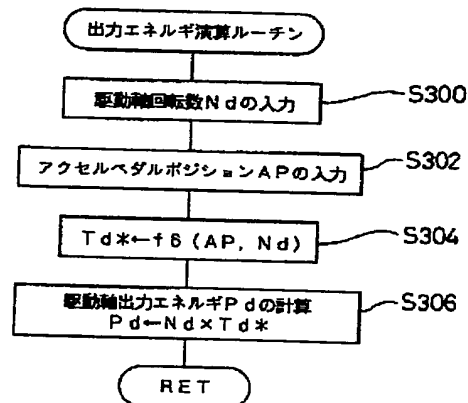 出力エネルギ演算ルーチン
駆動軸回転数Ndの入力
S300
アクセルペダルポジションAPの入力
S302
Td*←f6(AP,Nd)
S304
駆動軸出力エネルギPdの計算
Pd←Nd×Td*
S306
RET